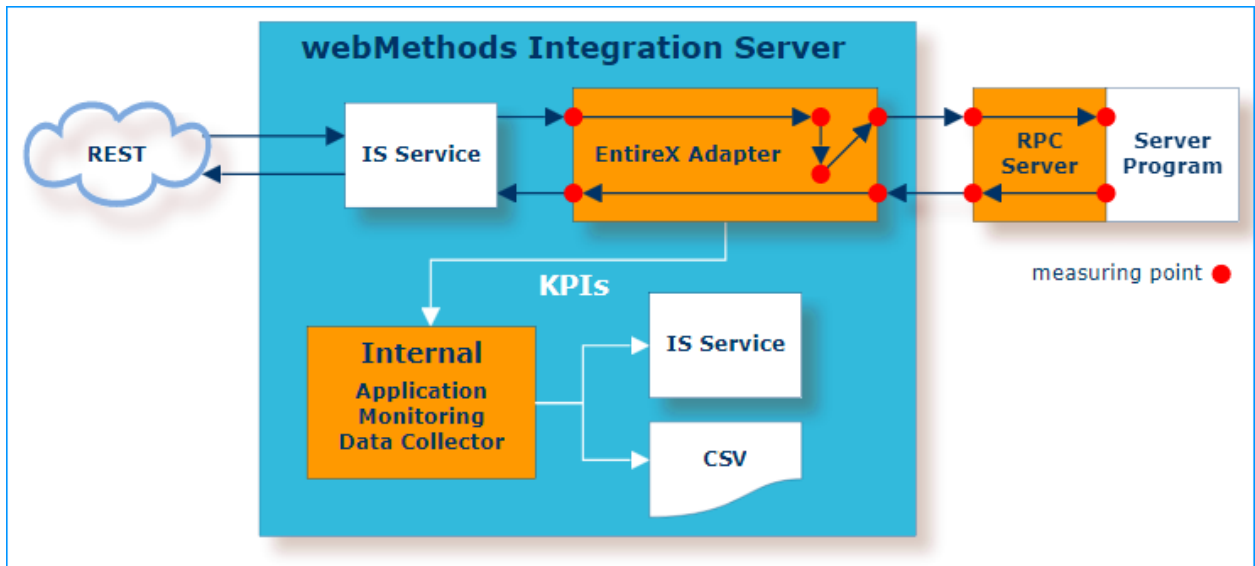 webMethods Integration Server
REST
IS Service
EntireX Adapter
RPC
Server
Server
Program
measuring point
KPIs
Internal
Application
Monitoring
Data Collector
IS Service
CSV